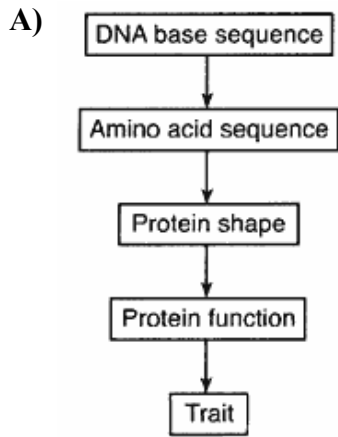 A)
DNA base sequence
Amino acid sequence
Protein shape
Protein function
Trait